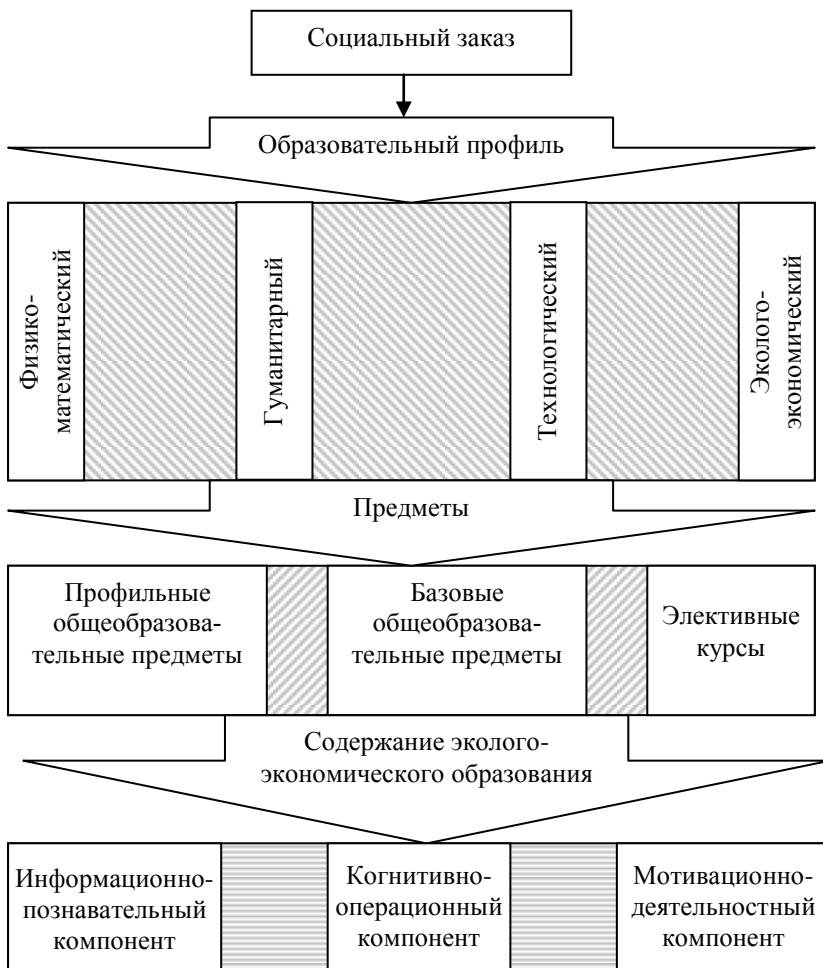 Социальный заказ
Образовательный профиль
Физико-
математический
Гуманитарный
Технологический
Эколого-
экономический
Предметы
Профильные
общеобразова-
тельные предметы
Базовые
общеобразова-
тельные предметы
Элективные
курсы
Содержание эколого-
экономического образования
Информационно-
познавательный
компонент
Когнитивно-
операционный
компонент
Мотивационно-
деятельностный
компонент